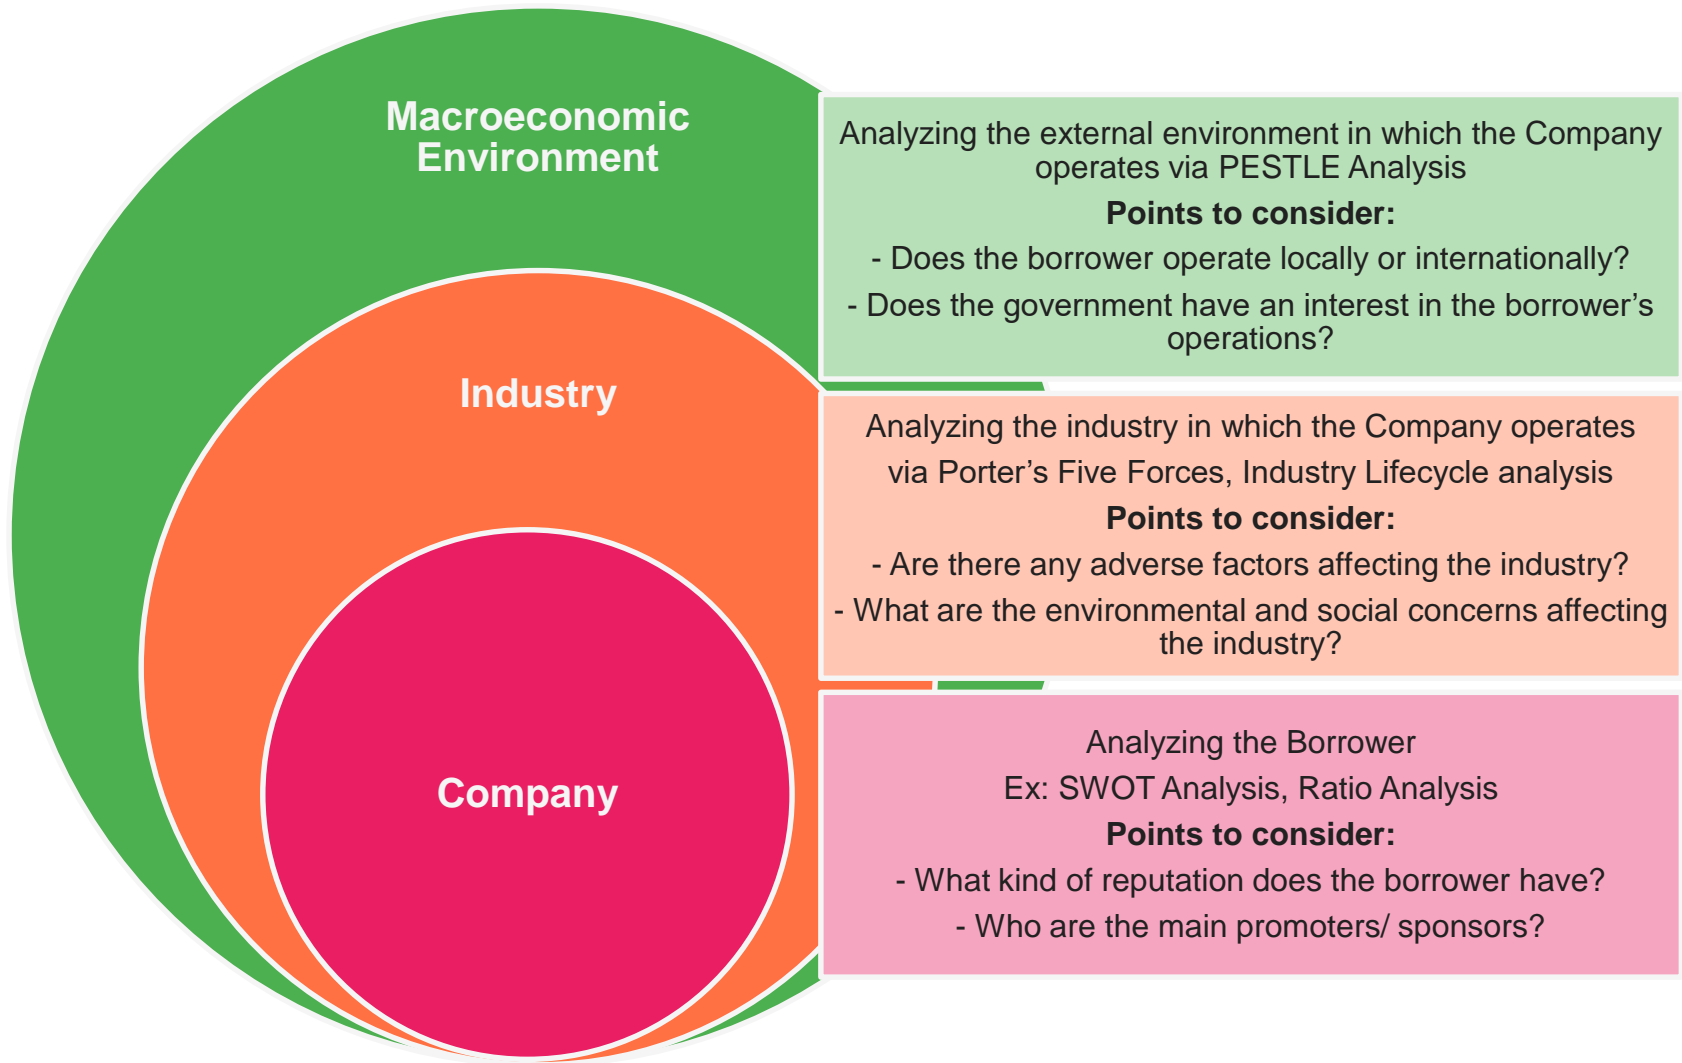 Macroeconomic
Environment
Analyzing the external environment in which the Company
operates via PESTLE Analysis
Points to consider:
- Does the borrower operate locally or internationally?
- Does the government have an interest in the borrower’s
operations?
Industry
Analyzing the industry in which the Company operates
via Porter’s Five Forces, Industry Lifecycle analysis
Points to consider:
- Are there any adverse factors affecting the industry?
- What are the environmental and social concerns affecting
the industry?
Company
Analyzing the Borrower
Ex: SWOT Analysis, Ratio Analysis
Points to consider:
- What kind of reputation does the borrower have?
- Who are the main promoters/ sponsors?